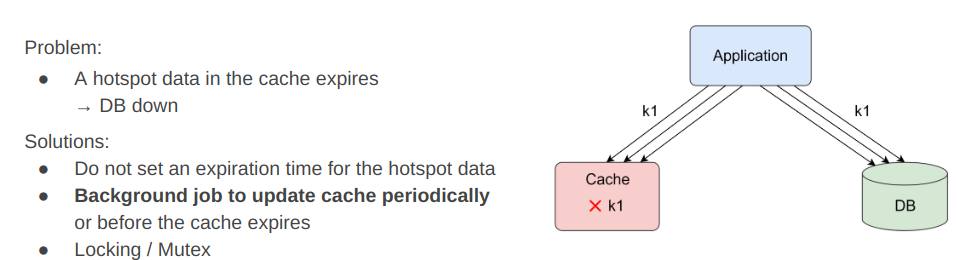 Problem:
● A hotspot data in the cache expires
→ DB down
Solutions:
● Do not set an expiration time for the hotspot data
● Background job to update cache periodically
or before the cache expires
● Locking / Mutex
Application
k1
k1
Cache
❌ k1
DB